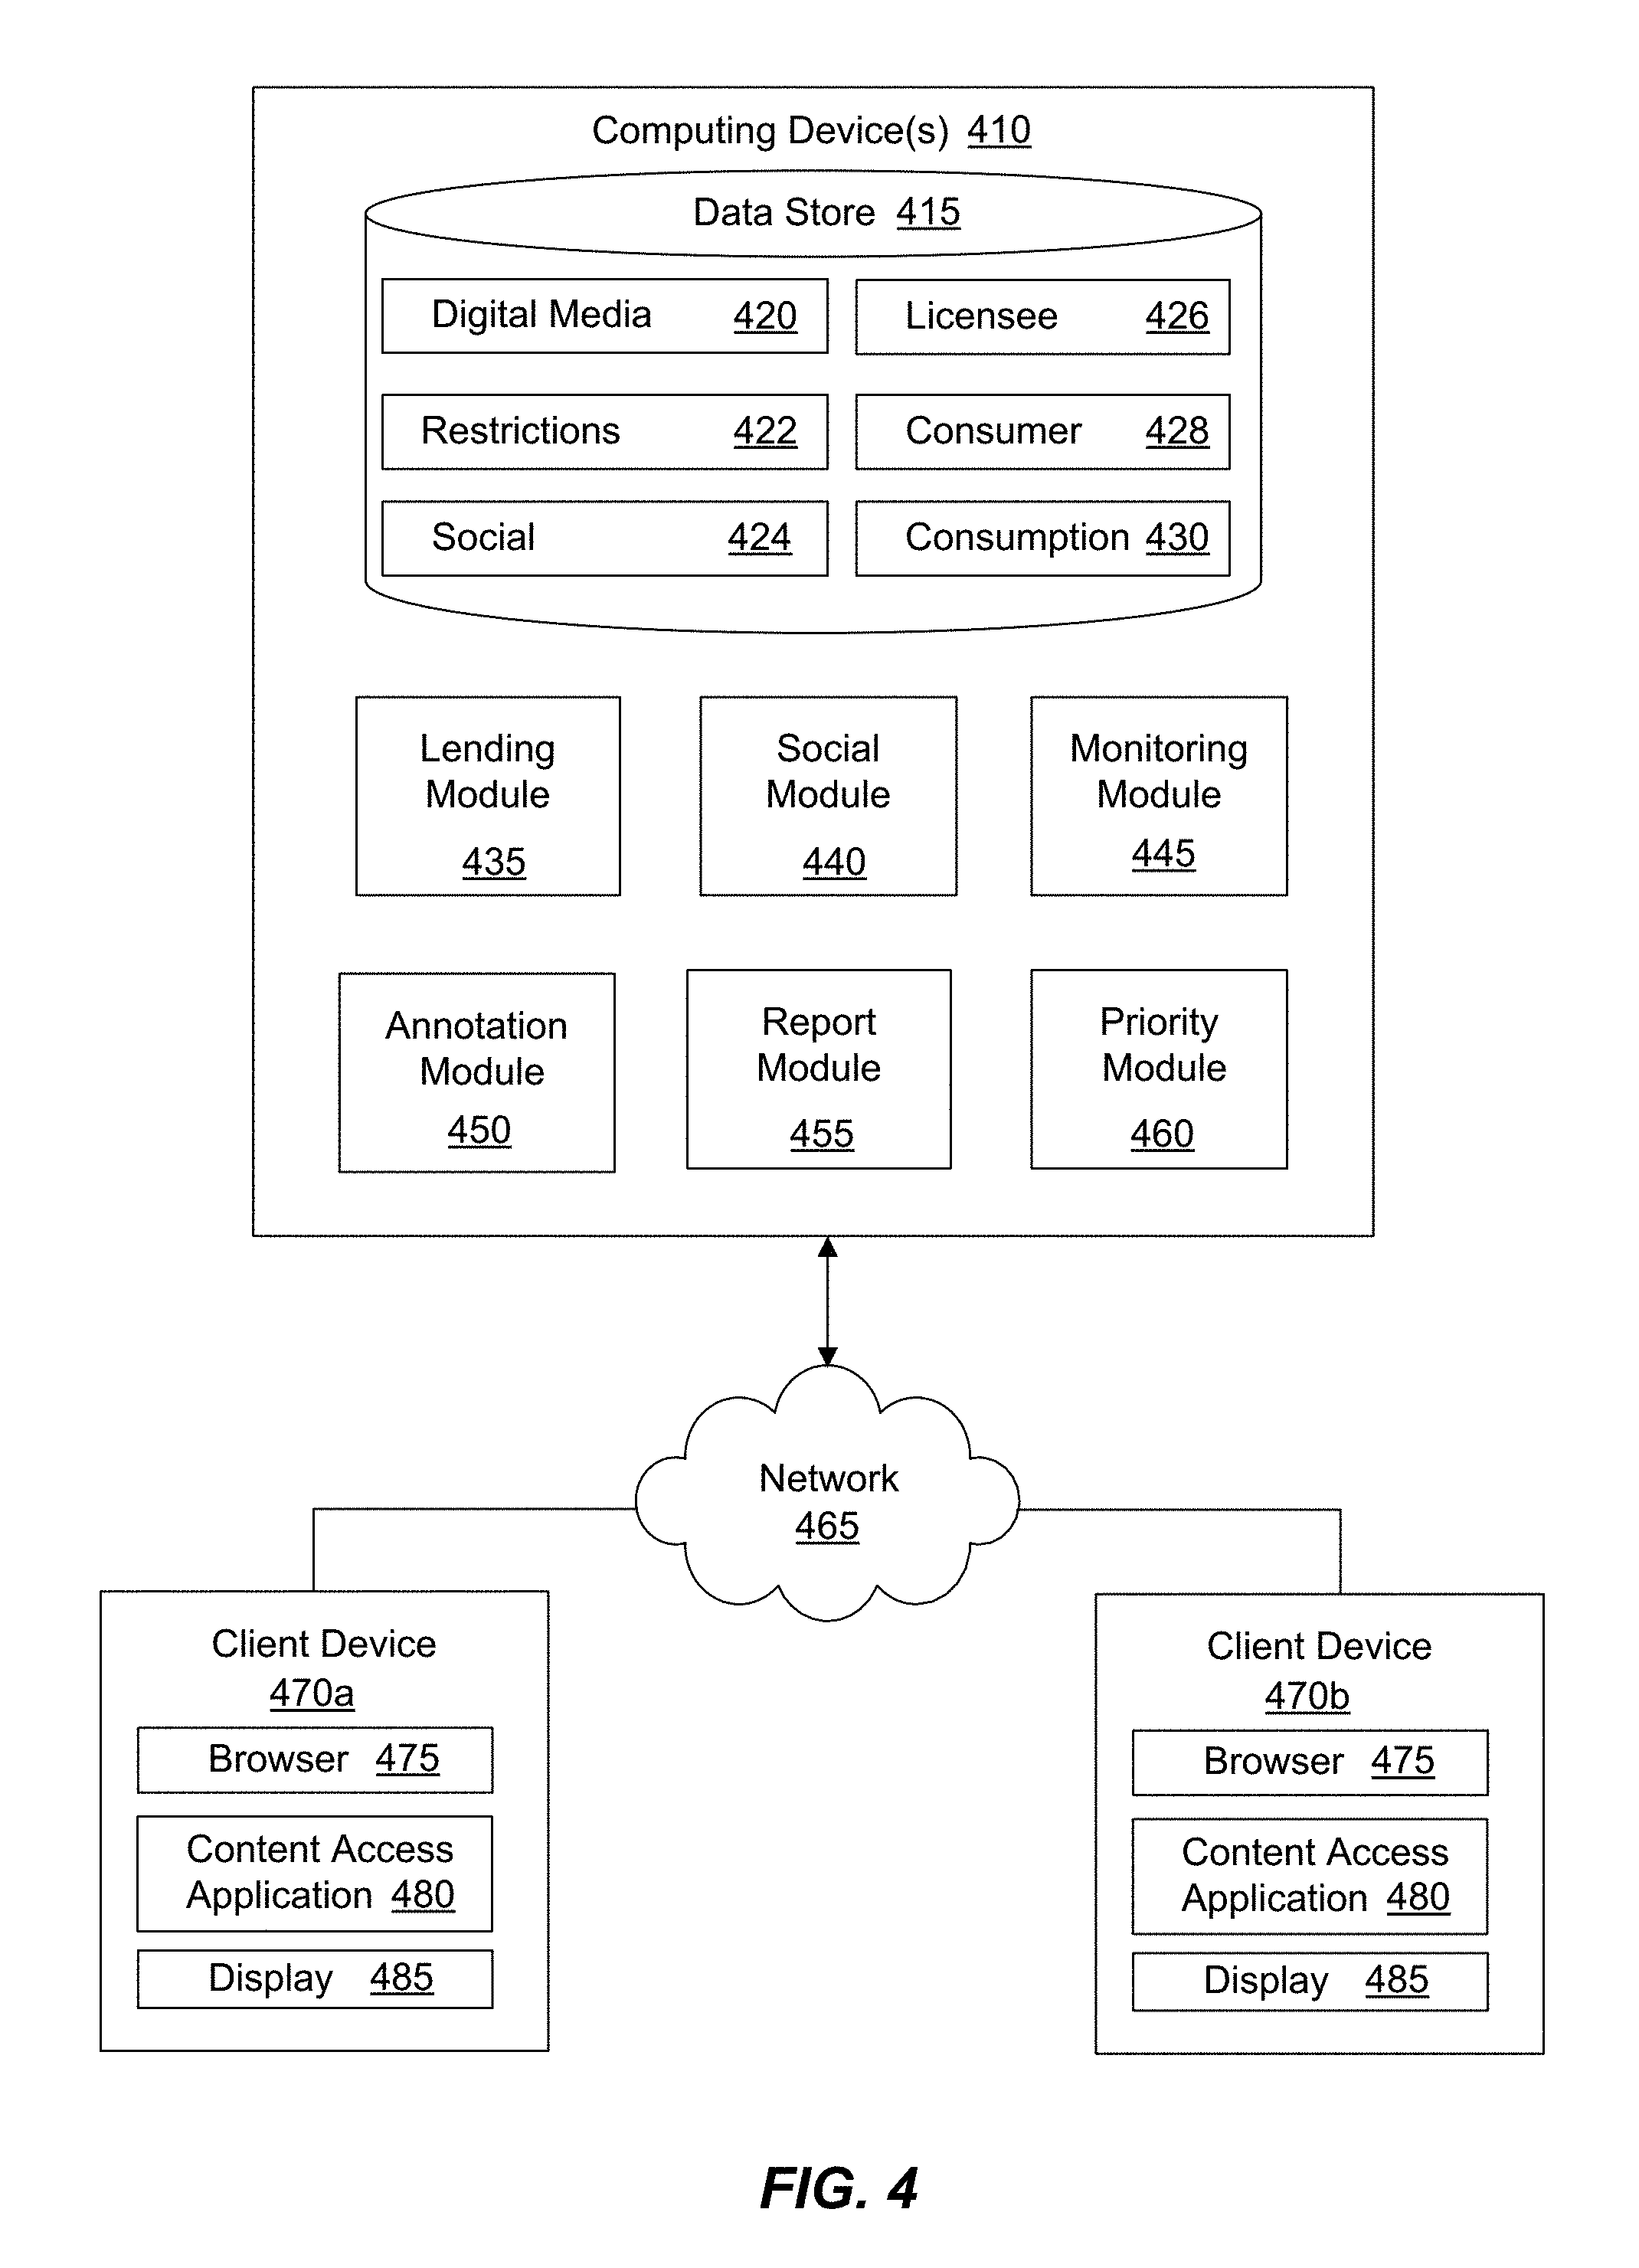 Computing Device(s) 410
Data Store 415
Digital Media 420
Licensee 426
Restrictions 422
Consumer 428
Social 424
Consumption 430
Lending
Module
435
Social
Module
440
Monitoring
Module
445
Annotation
Module
450
Report
Module
455
Priority
Module
460
Network
465
Client Device
470a
Browser 475
Content Access
Application 480
Display 485
Client Device
470b
Browser 475
Content Access
Application 480
Display 485
FIG. 4